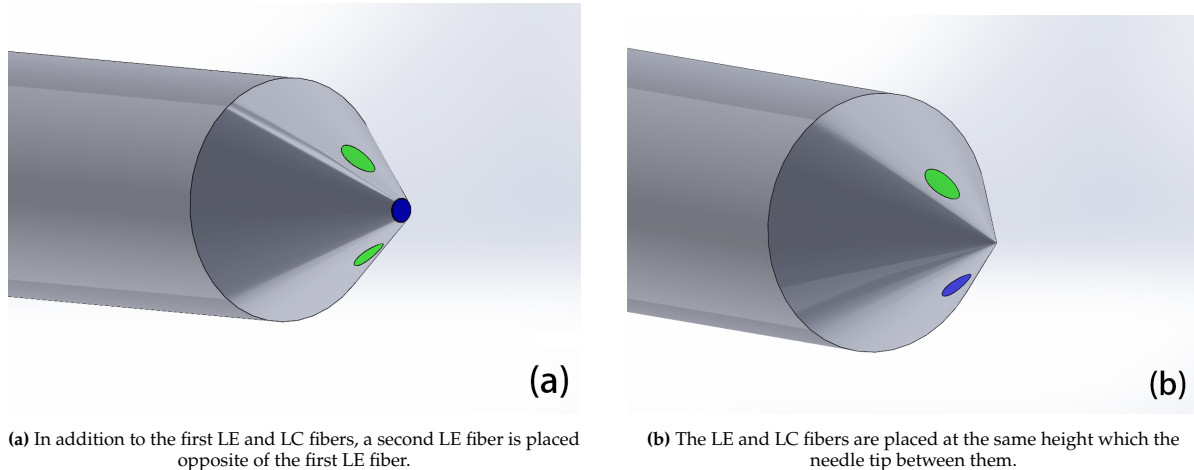 (a)
(b)
(a) In addition to the first LE and LC fibers, a second LE fiber is placed
opposite of the first LE fiber.
(b) The LE and LC fibers are placed at the same height which the
needle tip between them.